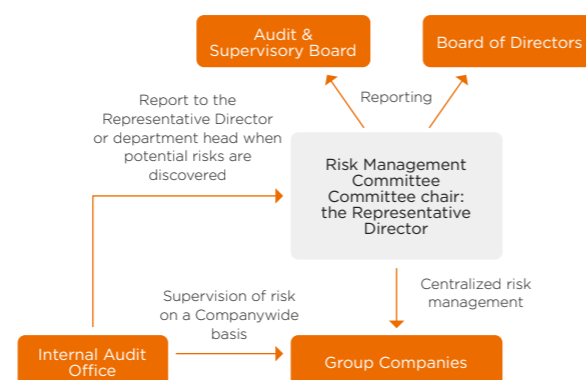 Audit &
Supervisory Board
Board of Directors
Reporting
Report to the
Representative Director
or department head when
potential risks are
discovered
Risk Management
Committee
Committee chair:
the Representative
Director
Centralized risk
management
Supervision of risk
on a Companywide
basis
Internal Audit
Office
Group Companies